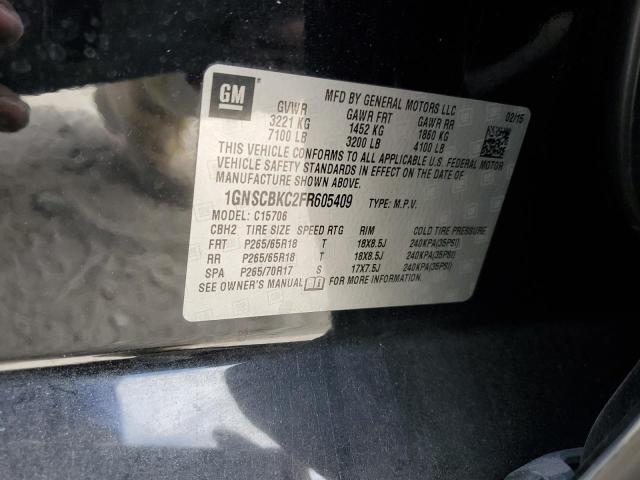 GM
MFD BY GENERAL MOTORS LLC
02/15
GVWR GAWR FRT GAWR RR
3221 KG 1452 KG 1860 KG
7100 LB 3200 LB 4100 LB
THIS VEHICLE CONFORMS TO ALL APPLICABLE U.S. FEDERAL MOTOR
VEHICLE SAFETY STANDARDS IN EFFECT ON THE DATE OF
MANUFACTURE SHOWN ABOVE.
1GNSCBKC2FR605409 TYPE: M.P.V.
MODEL: C15706
CBH2 TIRE SIZE SPEED RTG RIM COLD TIRE PRESSURE
FRT P265/65R18 T 18X8.5J 240KPA(35PSI)
RR P265/65R18 T 18X8.5J 240KPA(35PSI)
SPA P265/70R17 S 17X7.5J 240KPA(35PSI)
SEE OWNER'S MANUAL FOR MORE INFORMATION.